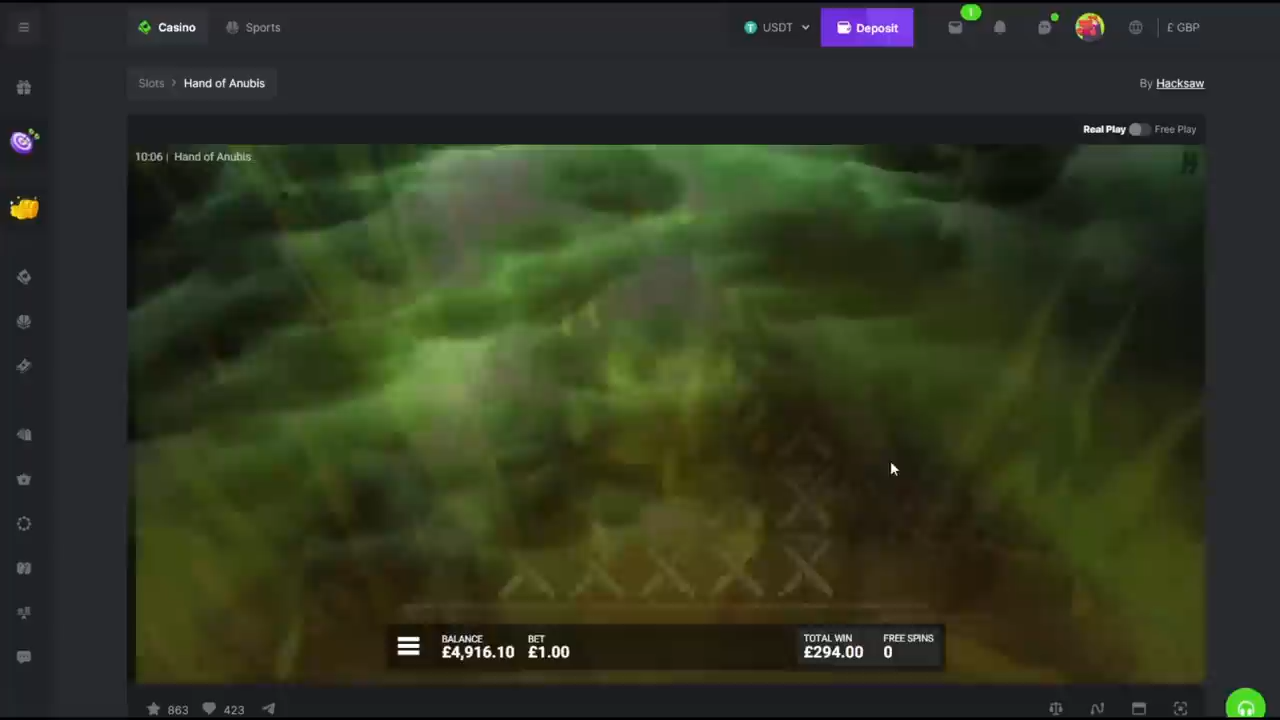 Casino
Sports
USDT
Deposit
1
£ GBP
Slots > Hand of Anubis
By Hacksaw
Real Play
Free Play
10:06 | Hand of Anubis
BALANCE
£4,916.10
BET
£1.00
TOTAL WIN
£294.00
FREE SPINS
0
863
423